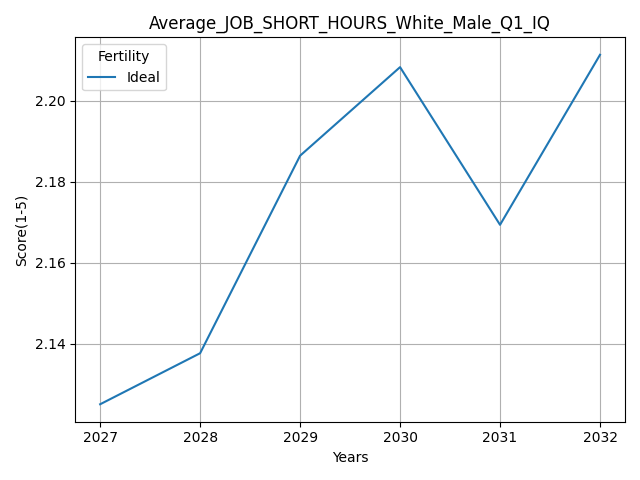 Average_JOB_SHORT_HOURS_White_Male_Q1_IQ
Fertility
Ideal
2.20
2.18
2.16
2.14
Score(1-5)
2027 2028 2029 2030 2031 2032
Years